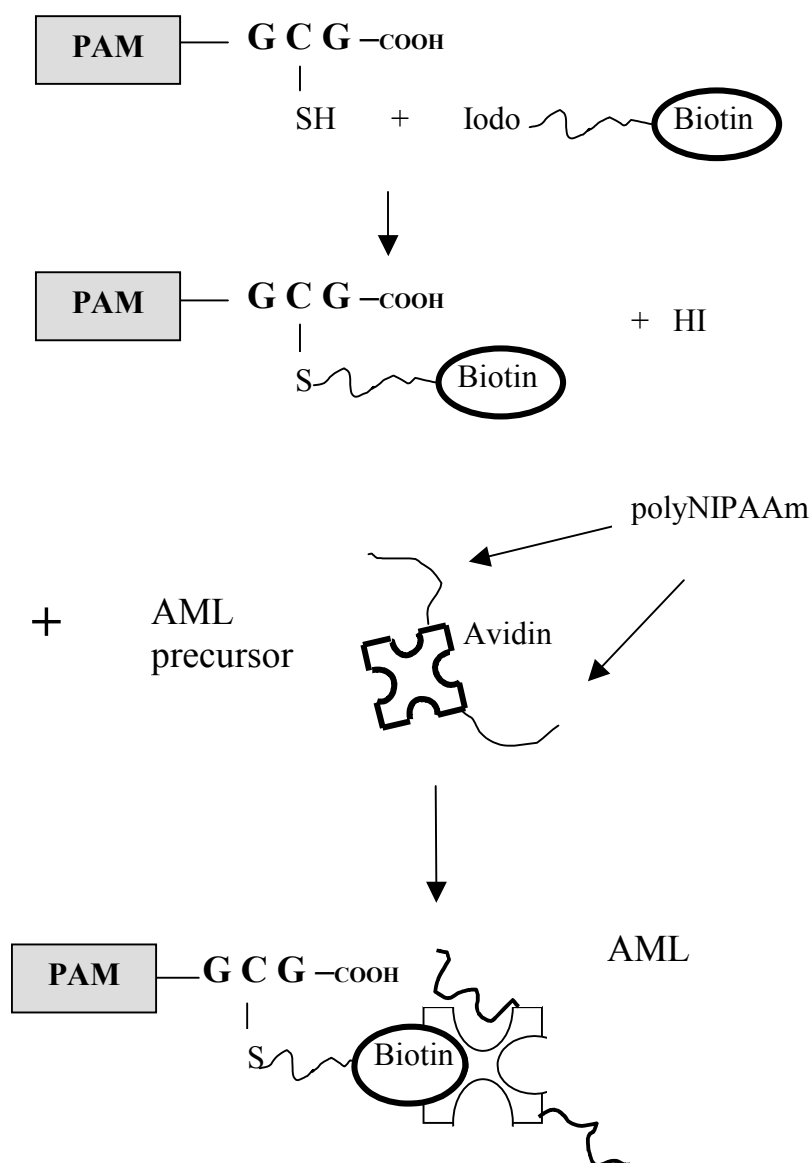 PAM G C G –COOH
SH + Iodo Biotin
PAM G C G –COOH
+ HI
S Biotin
polyNIPAAm
+ AML Avidin
precursor
AML
PAM G C G –COOH
S Biotin